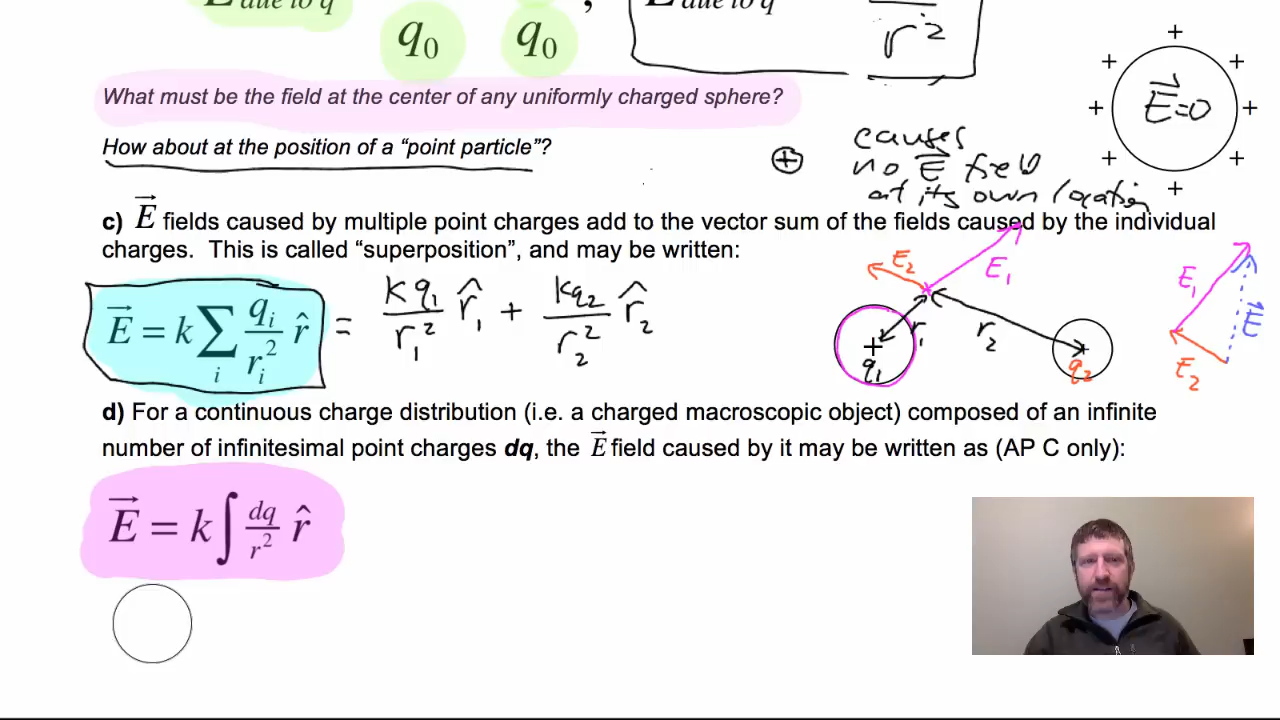 E due to q
q₀ q₀ , E due to q r²
What must be the field at the center of any uniformly charged sphere?
E⃗=0
How about at the position of a “point particle”?
+ causes
no E field
at its own location
c) E⃗ fields caused by multiple point charges add to the vector sum of the fields caused by the individual
charges. This is called “superposition”, and may be written:
E⃗ = k∑ᵢ qᵢ/rᵢ² r̂ = kq₁/r₁² r̂₁ + kq₂/r₂² r̂₂
E₂ E₁ r₁ r₂ + q₁ q₂
E₁ E⃗ E₂
d) For a continuous charge distribution (i.e. a charged macroscopic object) composed of an infinite
number of infinitesimal point charges dq, the E⃗ field caused by it may be written as (AP C only):
E⃗ = k∫ dq/r² r̂